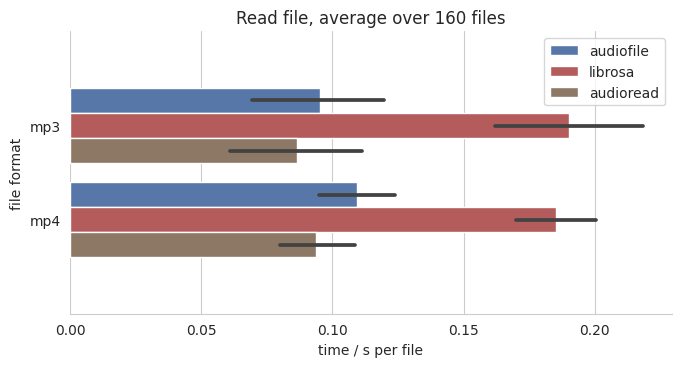 Read file, average over 160 files
audiofile
librosa
audioread
file format
mp3
mp4
0.00 0.05 0.10 0.15 0.20
time / s per file